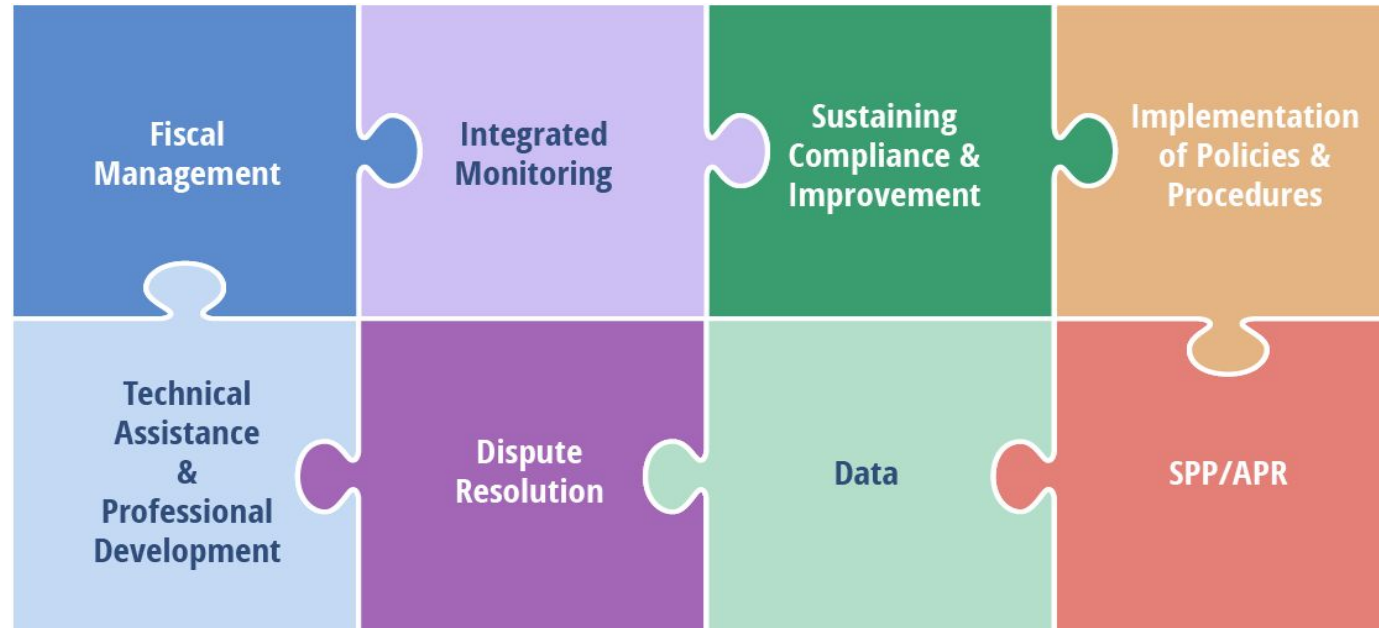 Fiscal
Management
Integrated
Monitoring
Sustaining
Compliance &
Improvement
Implementation
of Policies &
Procedures
Technical
Assistance
&
Professional
Development
Dispute
Resolution
Data
SPP/APR